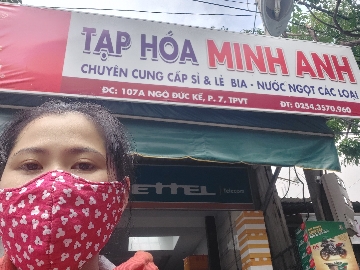 TẠP HÓA MINH ANH
CHUYÊN CUNG CẤP SỈ & LẺ BIA - NƯỚC NGỌT CÁC LOẠI
ĐC: 107A NGÔ ĐỨC KẾ, P. 7, TPVT
ĐT: 0254.3570.960